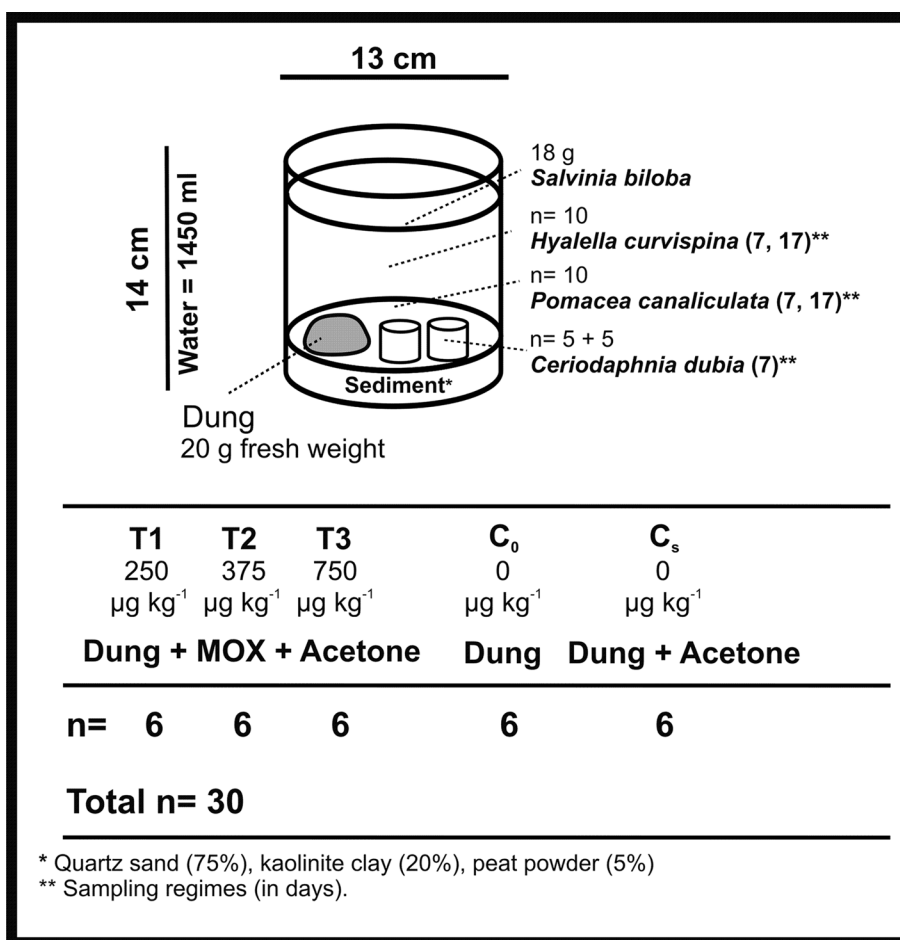 13 cm
14 cm
Water = 1450 ml
18 g
Salvinia biloba
n= 10
Hyalella curvispina (7, 17)**
n= 10
Pomacea canaliculata (7, 17)**
n= 5 + 5
Ceriodaphnia dubia (7)**
Sediment*
Dung
20 g fresh weight
T1 T2 T3 C₀ Cₛ
250 375 750 0 0
µg kg⁻¹ µg kg⁻¹ µg kg⁻¹ µg kg⁻¹ µg kg⁻¹
Dung + MOX + Acetone Dung Dung + Acetone
n= 6 6 6 6 6
Total n= 30
* Quartz sand (75%), kaolinite clay (20%), peat powder (5%)
** Sampling regimes (in days).